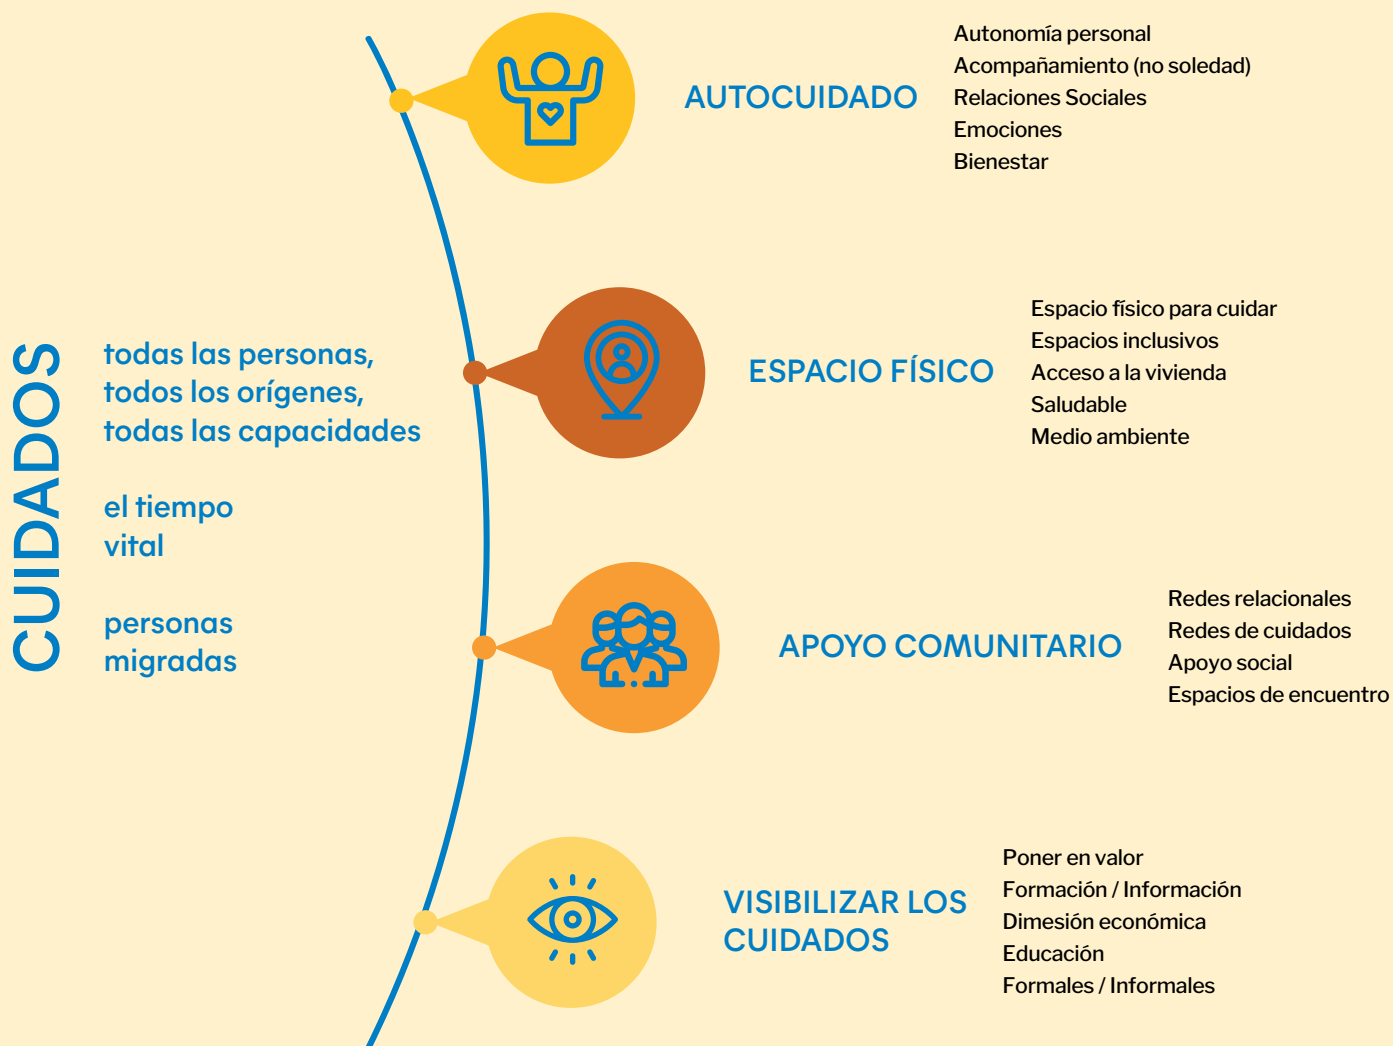 CUIDADOS
todas las personas,
todos los orígenes,
todas las capacidades
el tiempo
vital
personas
migradas
AUTOCUIDADO
Autonomía personal
Acompañamiento (no soledad)
Relaciones Sociales
Emociones
Bienestar
ESPACIO FÍSICO
Espacio físico para cuidar
Espacios inclusivos
Acceso a la vivienda
Saludable
Medio ambiente
APOYO COMUNITARIO
Redes relacionales
Redes de cuidados
Apoyo social
Espacios de encuentro
VISIBILIZAR LOS
CUIDADOS
Poner en valor
Formación / Información
Dimesión económica
Educación
Formales / Informales